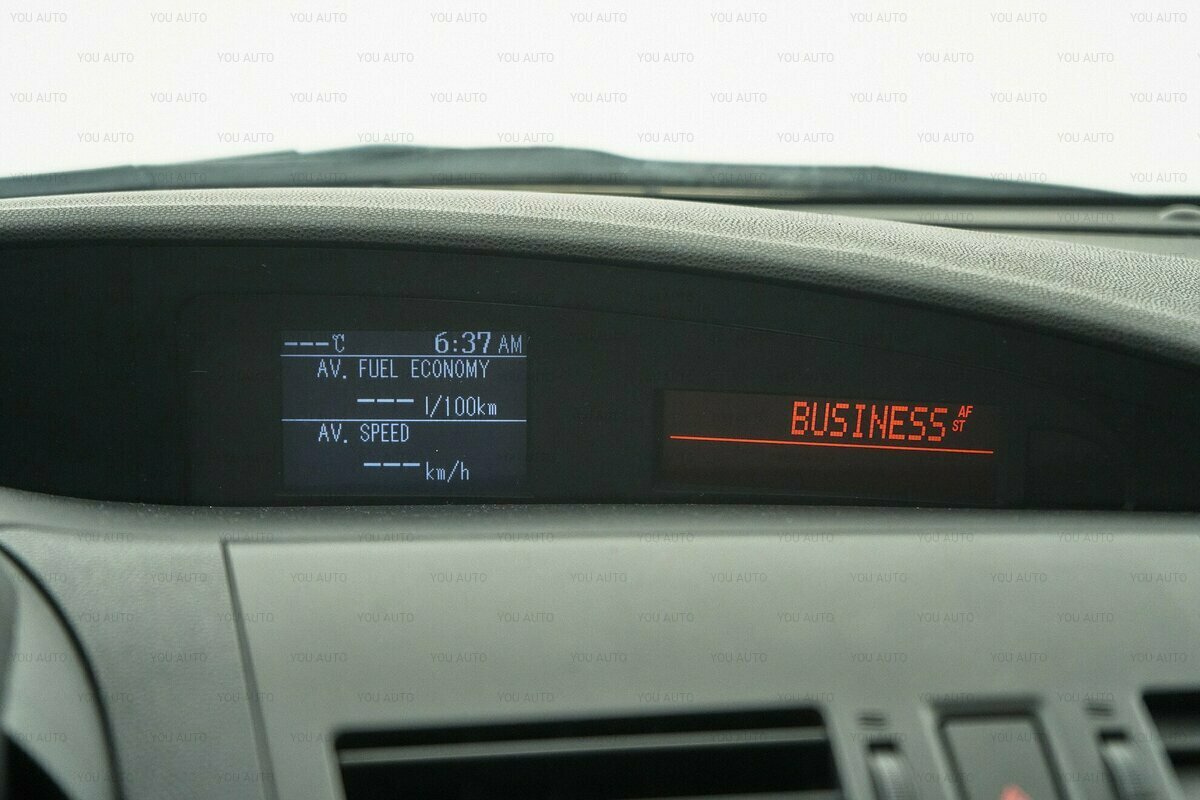 ---°C 6:37 AM
AV. FUEL ECONOMY
--- l/100km
AV. SPEED
--- km/h
BUSINESS AF ST
YOU AUTO